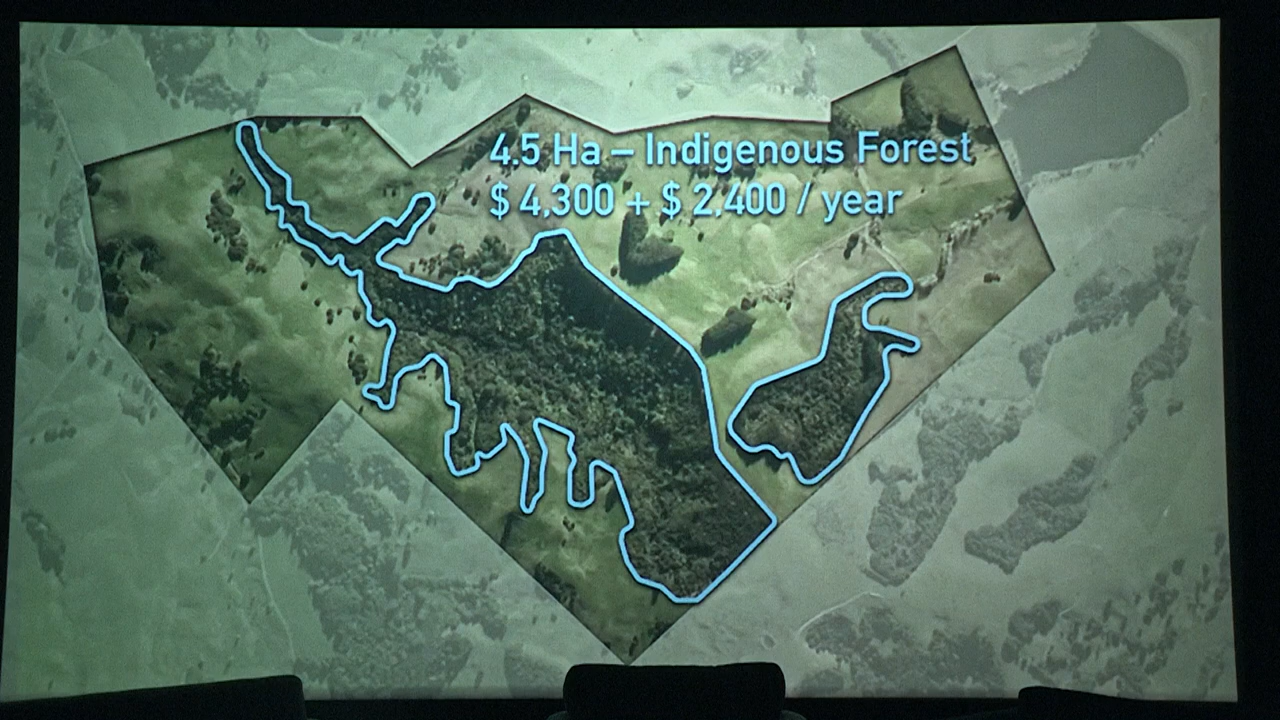 4.5 Ha – Indigenous Forest
$ 4,300 + $ 2,400 / year